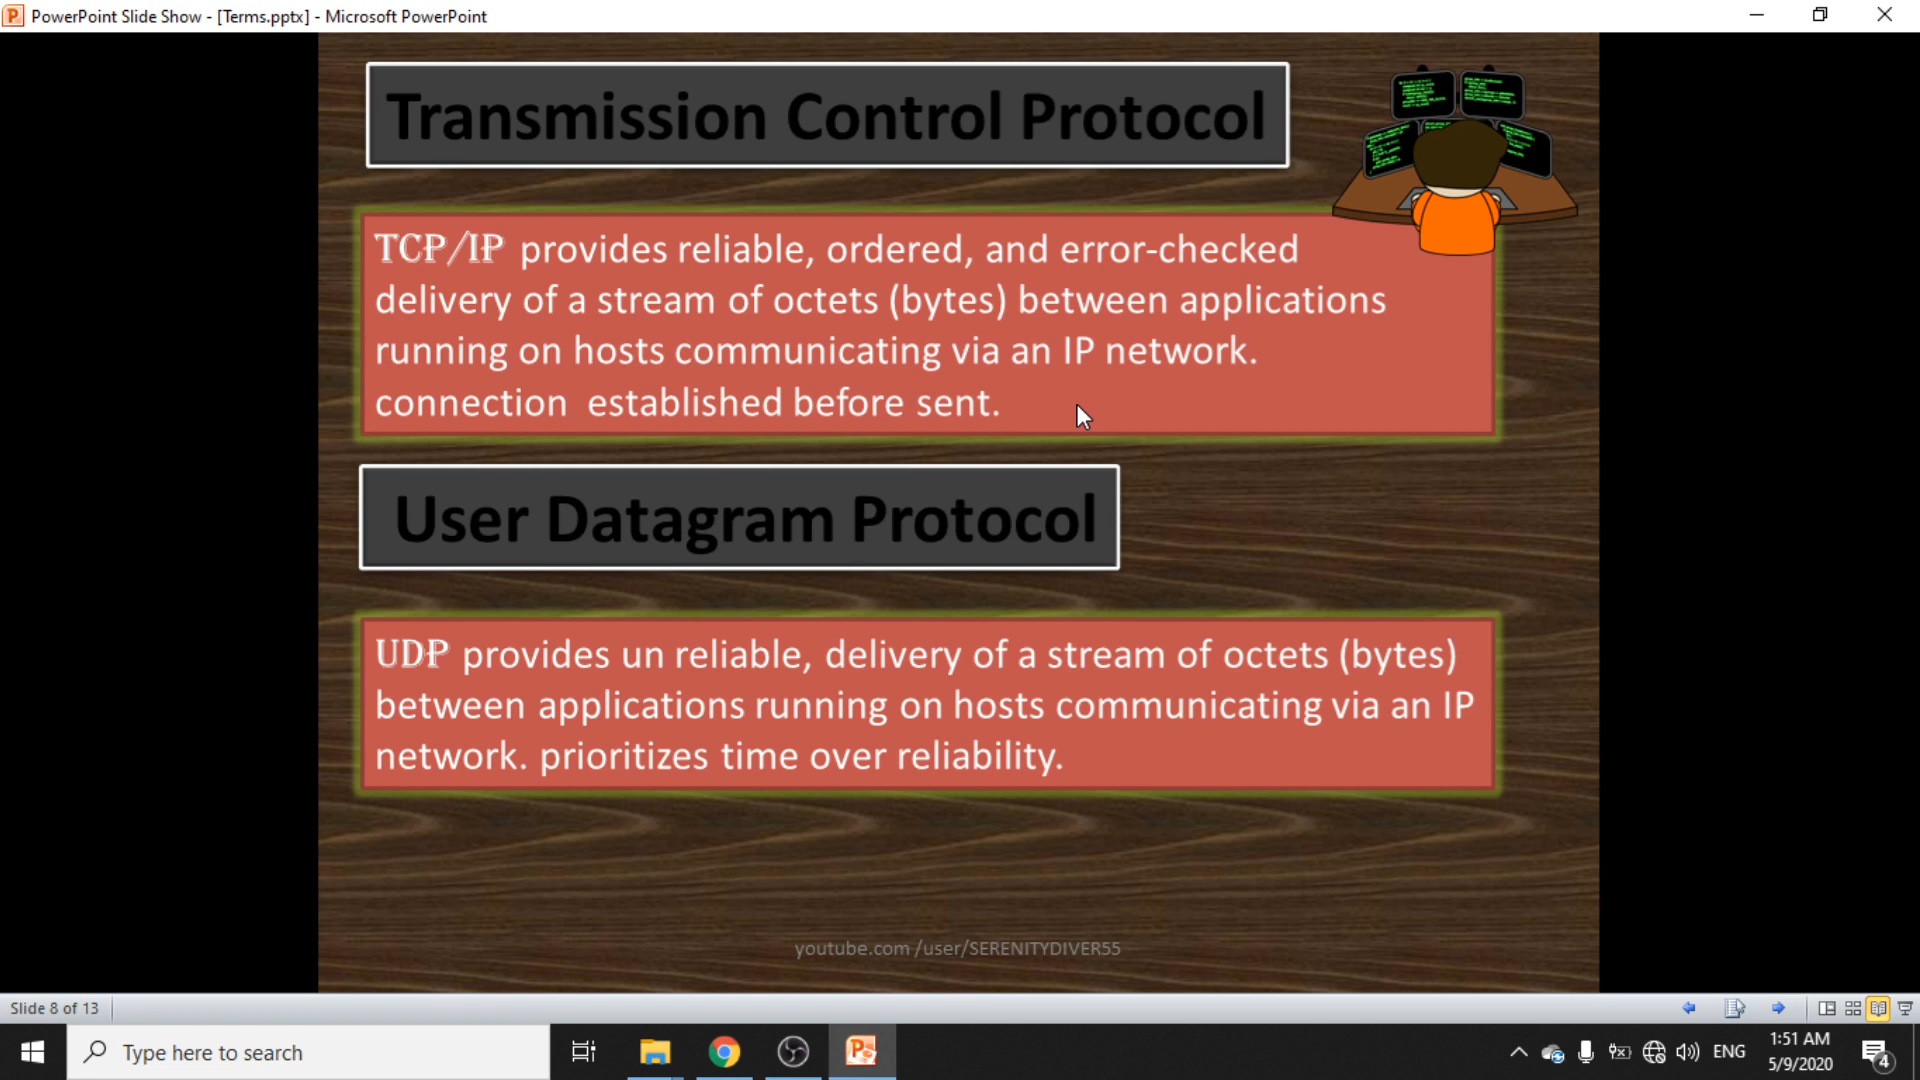 PowerPoint Slide Show - [Terms.pptx] - Microsoft PowerPoint
Transmission Control Protocol
TCP/IP provides reliable, ordered, and error-checked
delivery of a stream of octets (bytes) between applications
running on hosts communicating via an IP network.
connection established before sent.
User Datagram Protocol
UDP provides un reliable, delivery of a stream of octets (bytes)
between applications running on hosts communicating via an IP
network. prioritizes time over reliability.
youtube.com /user/SERENITYDIVER55
Slide 8 of 13
Type here to search
ENG
1:51 AM
5/9/2020
4